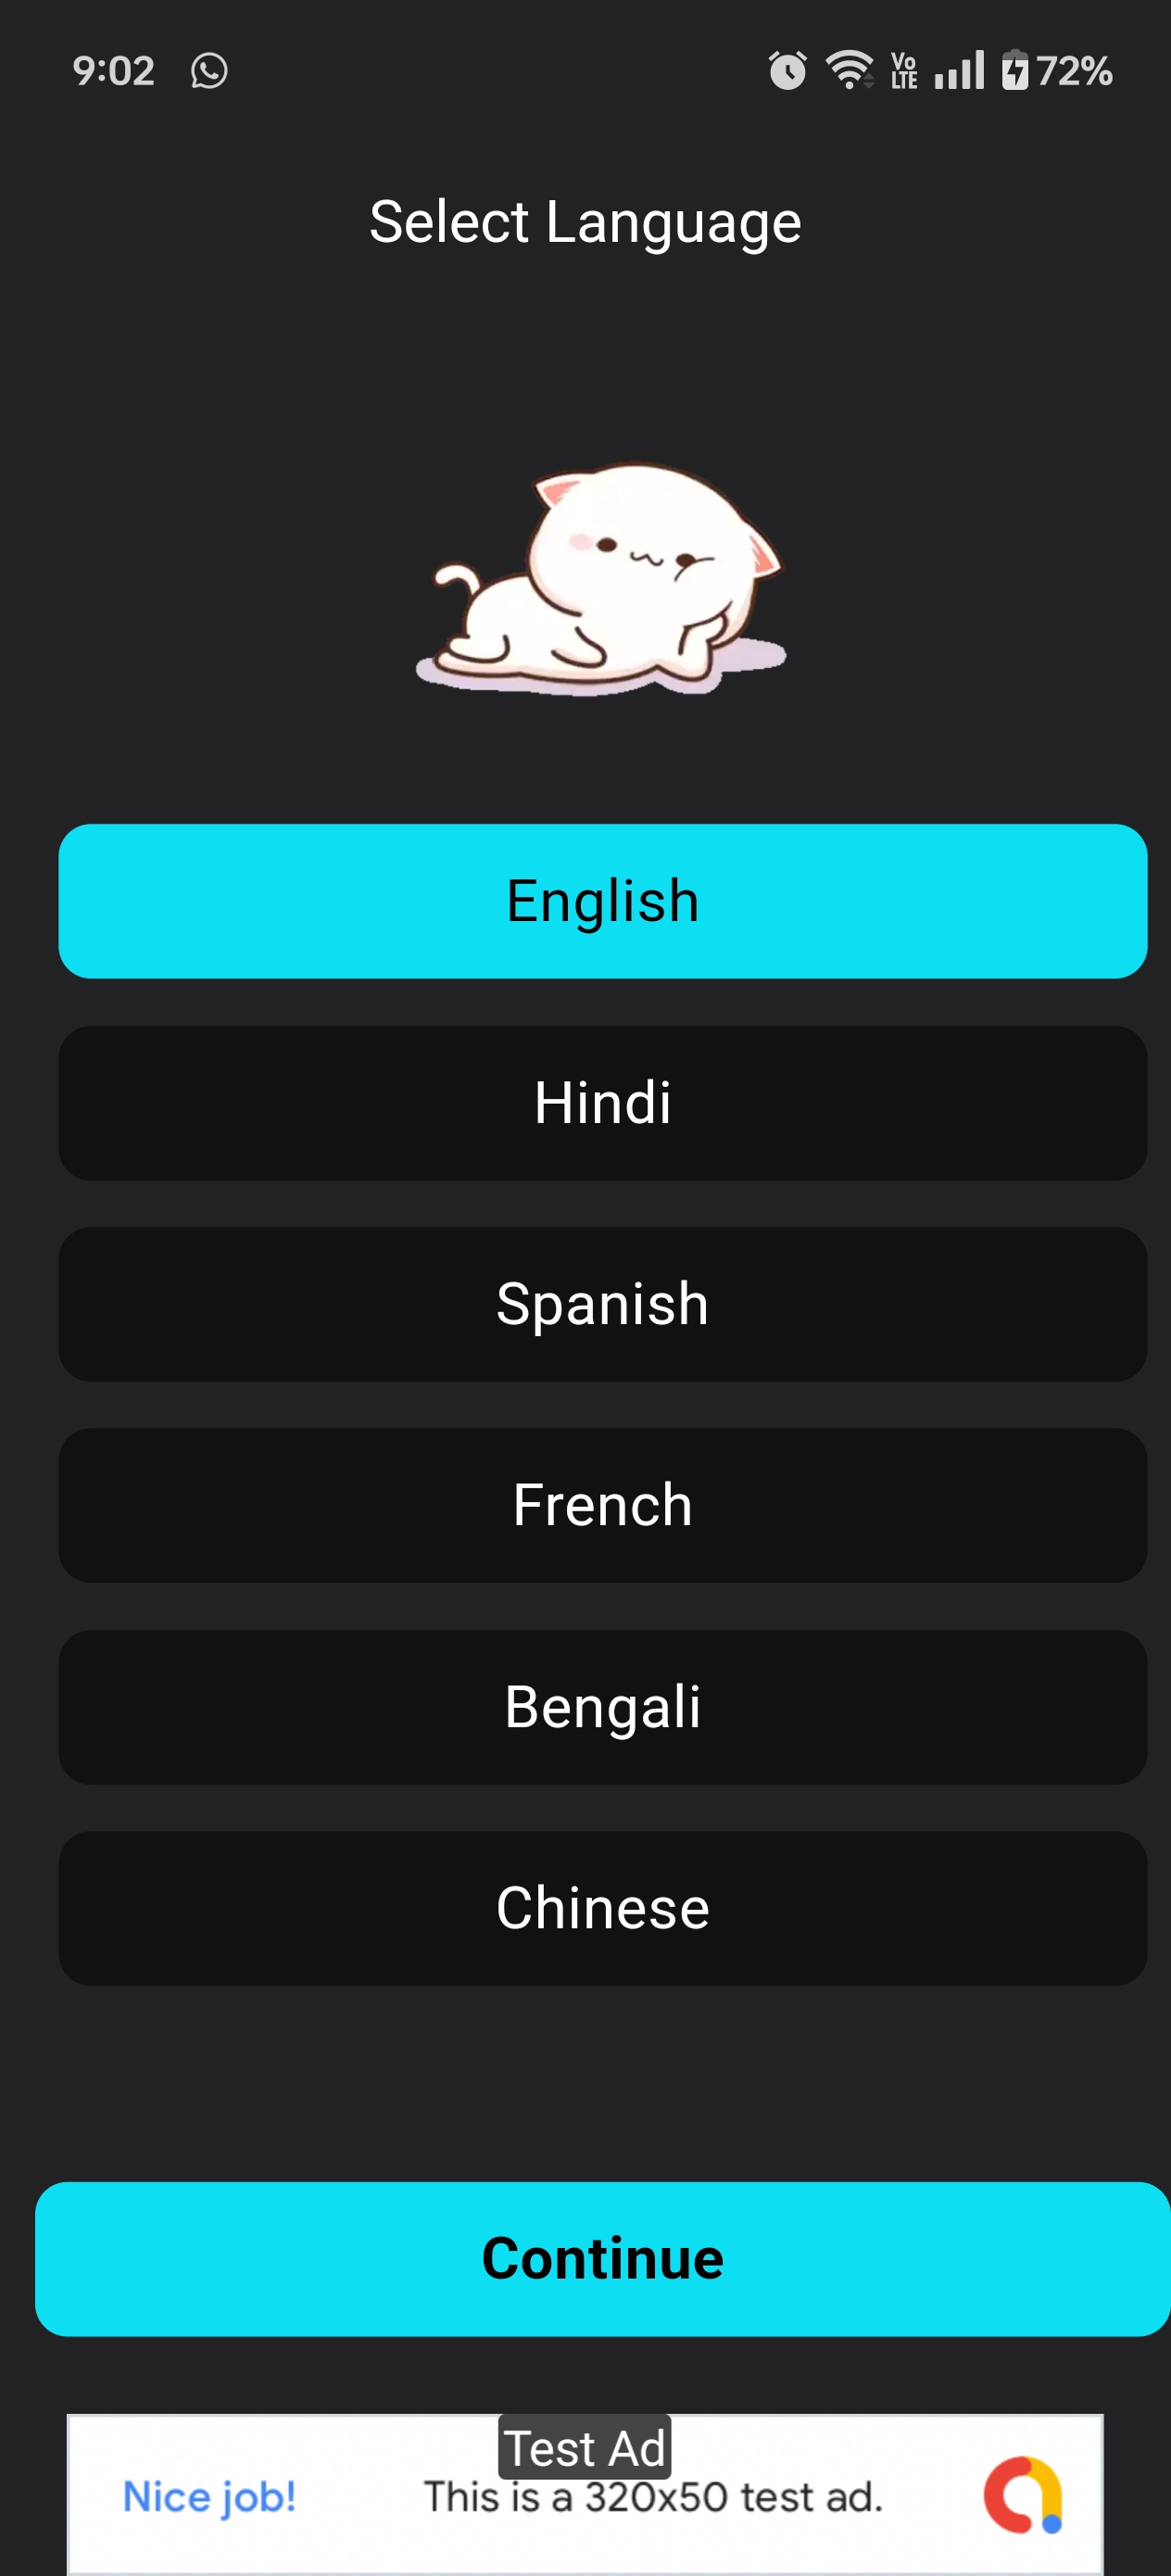 9:02
Vo LTE
72%
Select Language
English
Hindi
Spanish
French
Bengali
Chinese
Continue
Test Ad
Nice job!
This is a 320x50 test ad.